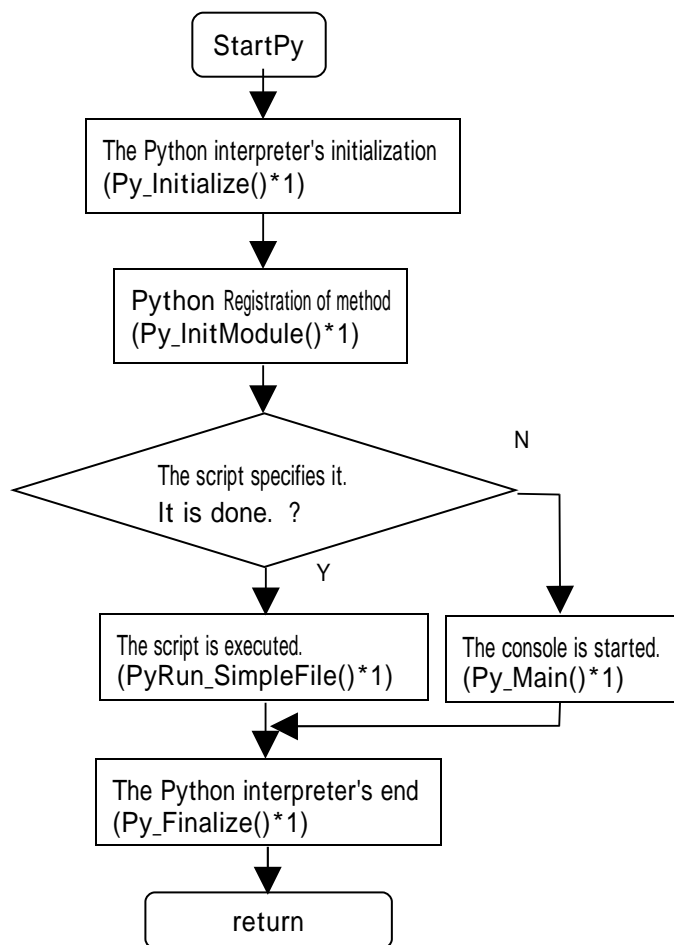 StartPy
The Python interpreter's initialization
(Py_Initialize()*1)
Python Registration of method
(Py_InitModule()*1)
N
The script specifies it.
It is done. ?
Y
The script is executed.
(PyRun_SimpleFile()*1)
The console is started.
(Py_Main()*1)
The Python interpreter's end
(Py_Finalize()*1)
return